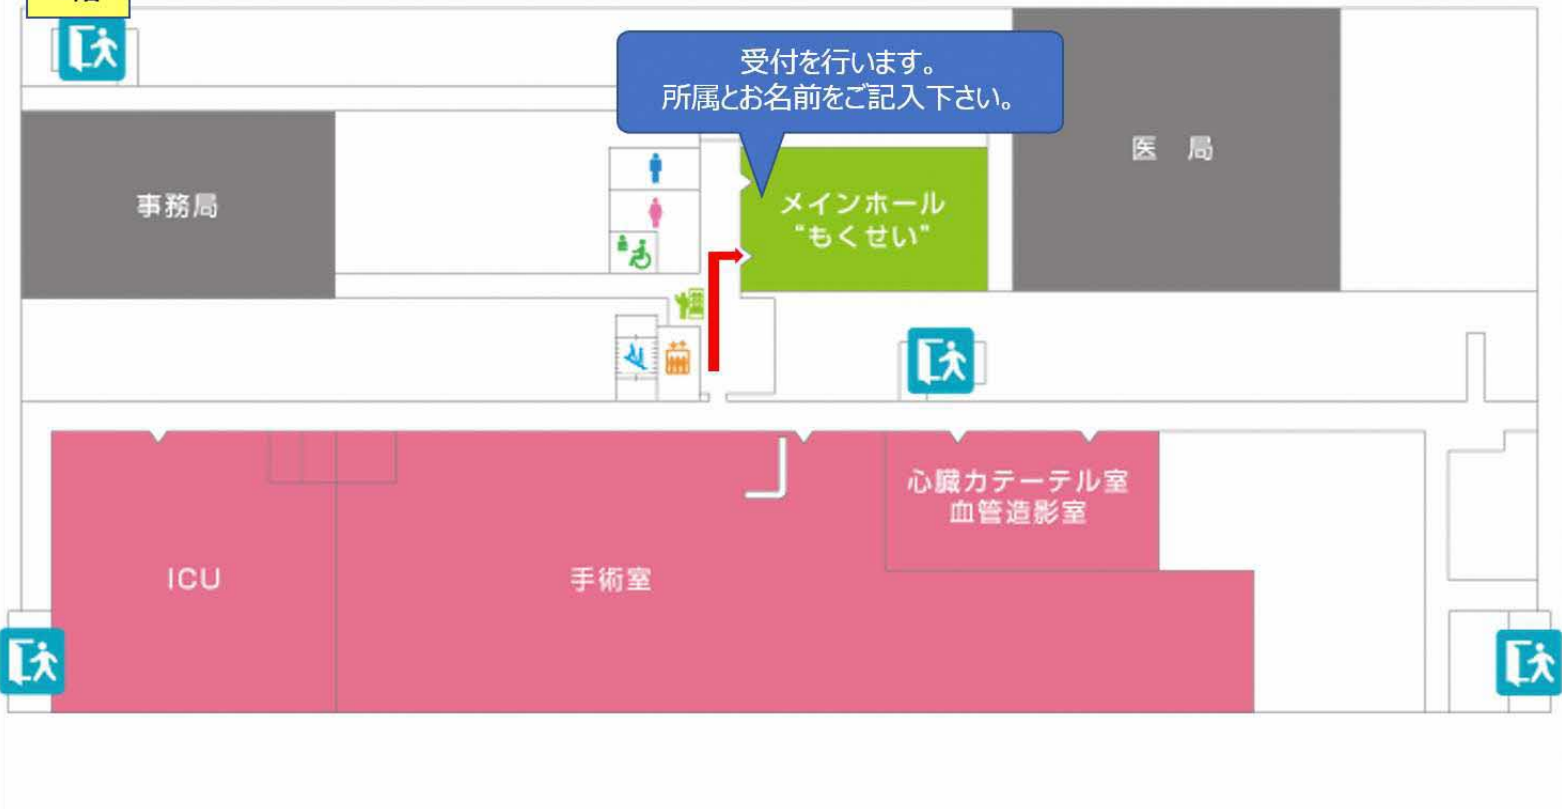 受付を行います。
所属とお名前をご記入下さい。
医 局
事務局
メインホール
“もくせい”
心臓カテーテル室
血管造影室
ICU
手術室